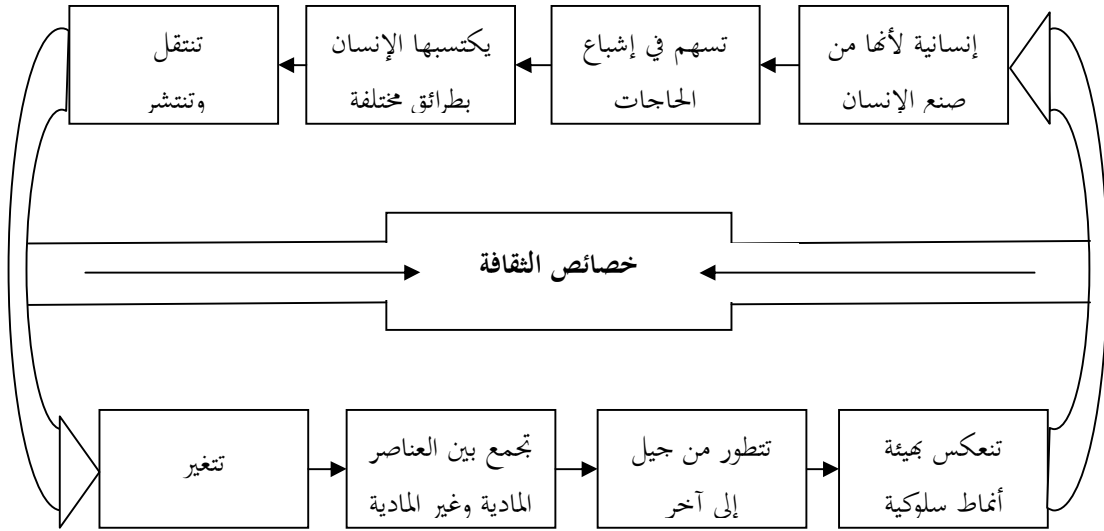 إنسانية لأنها من
صنع الإنسان
تسهم في إشباع
الحاجات
يكتسبها الإنسان
بطرائق مختلفة
تنتقل
وتنتشر
خصائص الثقافة
تتغير
تجمع بين العناصر
المادية وغير المادية
تتطور من جيل
إلى آخر
تنعكس بهيئة
أنماط سلوكية